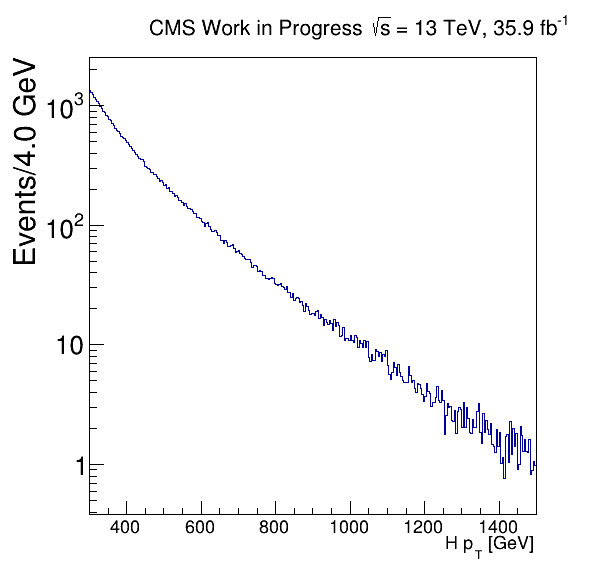 CMS Work in Progress √s = 13 TeV, 35.9 fb⁻¹
Events/4.0 GeV
10³
10²
10
1
400 600 800 1000 1200 1400
H p_T [GeV]